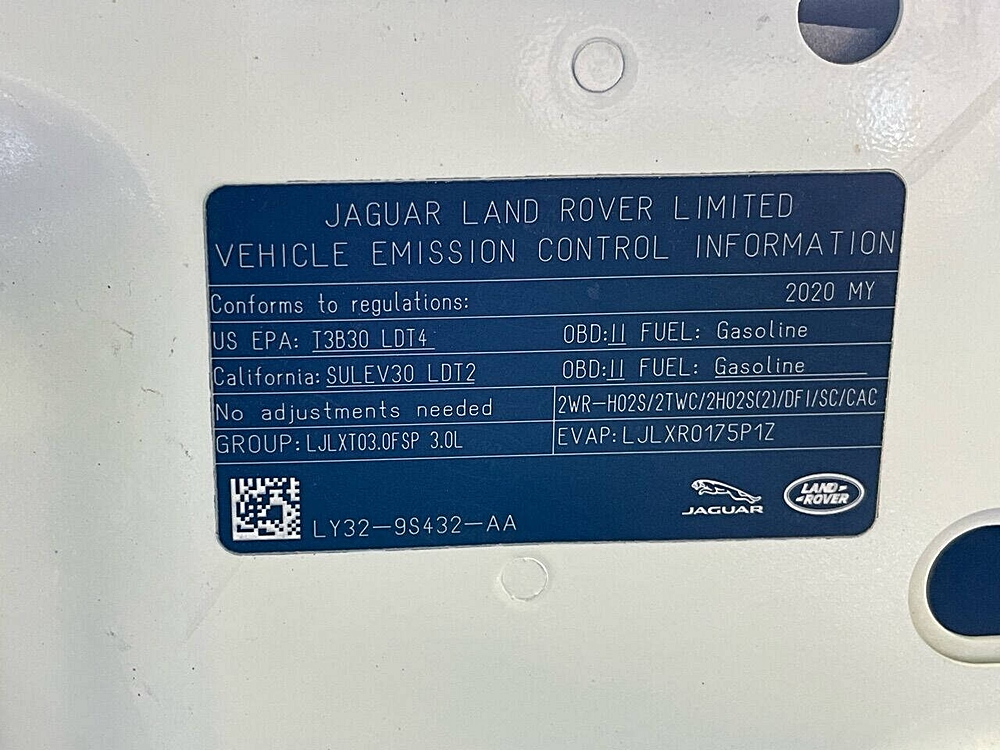 JAGUAR LAND ROVER LIMITED
VEHICLE EMISSION CONTROL INFORMATION
Conforms to regulations: 2020 MY
US EPA: T3B30 LDT4 OBD:II FUEL: Gasoline
California: SULEV30 LDT2 OBD:II FUEL: Gasoline
No adjustments needed 2WR-HO2S/2TWC/2HO2S(2)/DFI/SC/CAC
GROUP: LJLXT03.0FSP 3.0L EVAP: LJLXR0175P1Z
LY32-9S432-AA JAGUAR LAND-ROVER